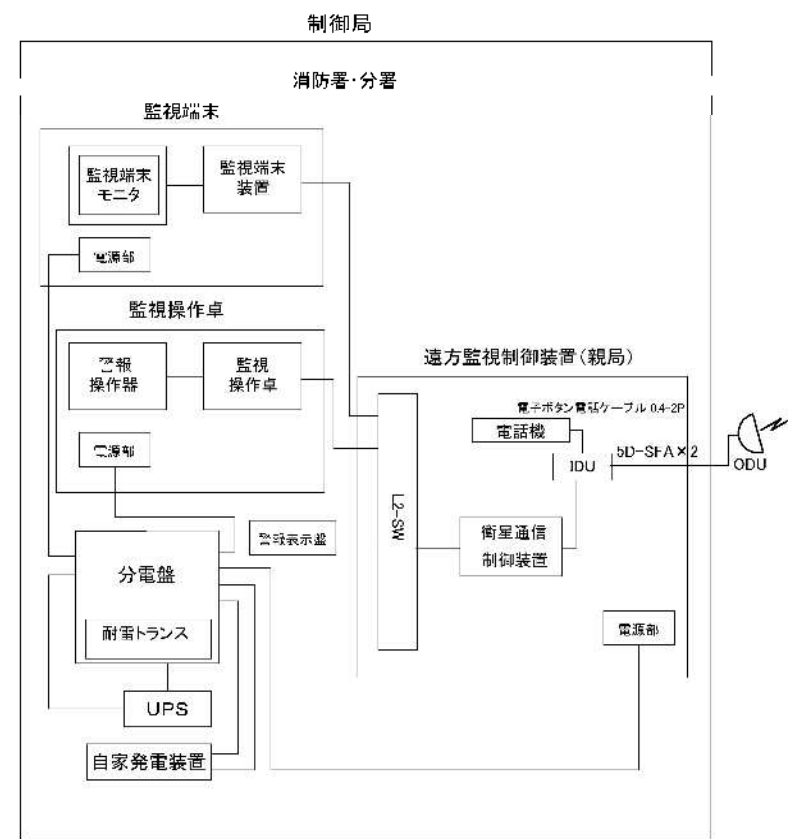 制御局
消防署・分署
監視端末
監視端末
モニタ
監視端末
装置
電源部
監視操作卓
警報
操作器
監視
操作卓
電源部
遠方監視制御装置(親局)
電子ボタン電話ケーブル 0.4-2P
電話機
IDU
5D-SFA×2
ODU
L2-SW
衛星通信
制御装置
警報表示盤
分電盤
耐雷トランス
電源部
UPS
自家発電装置